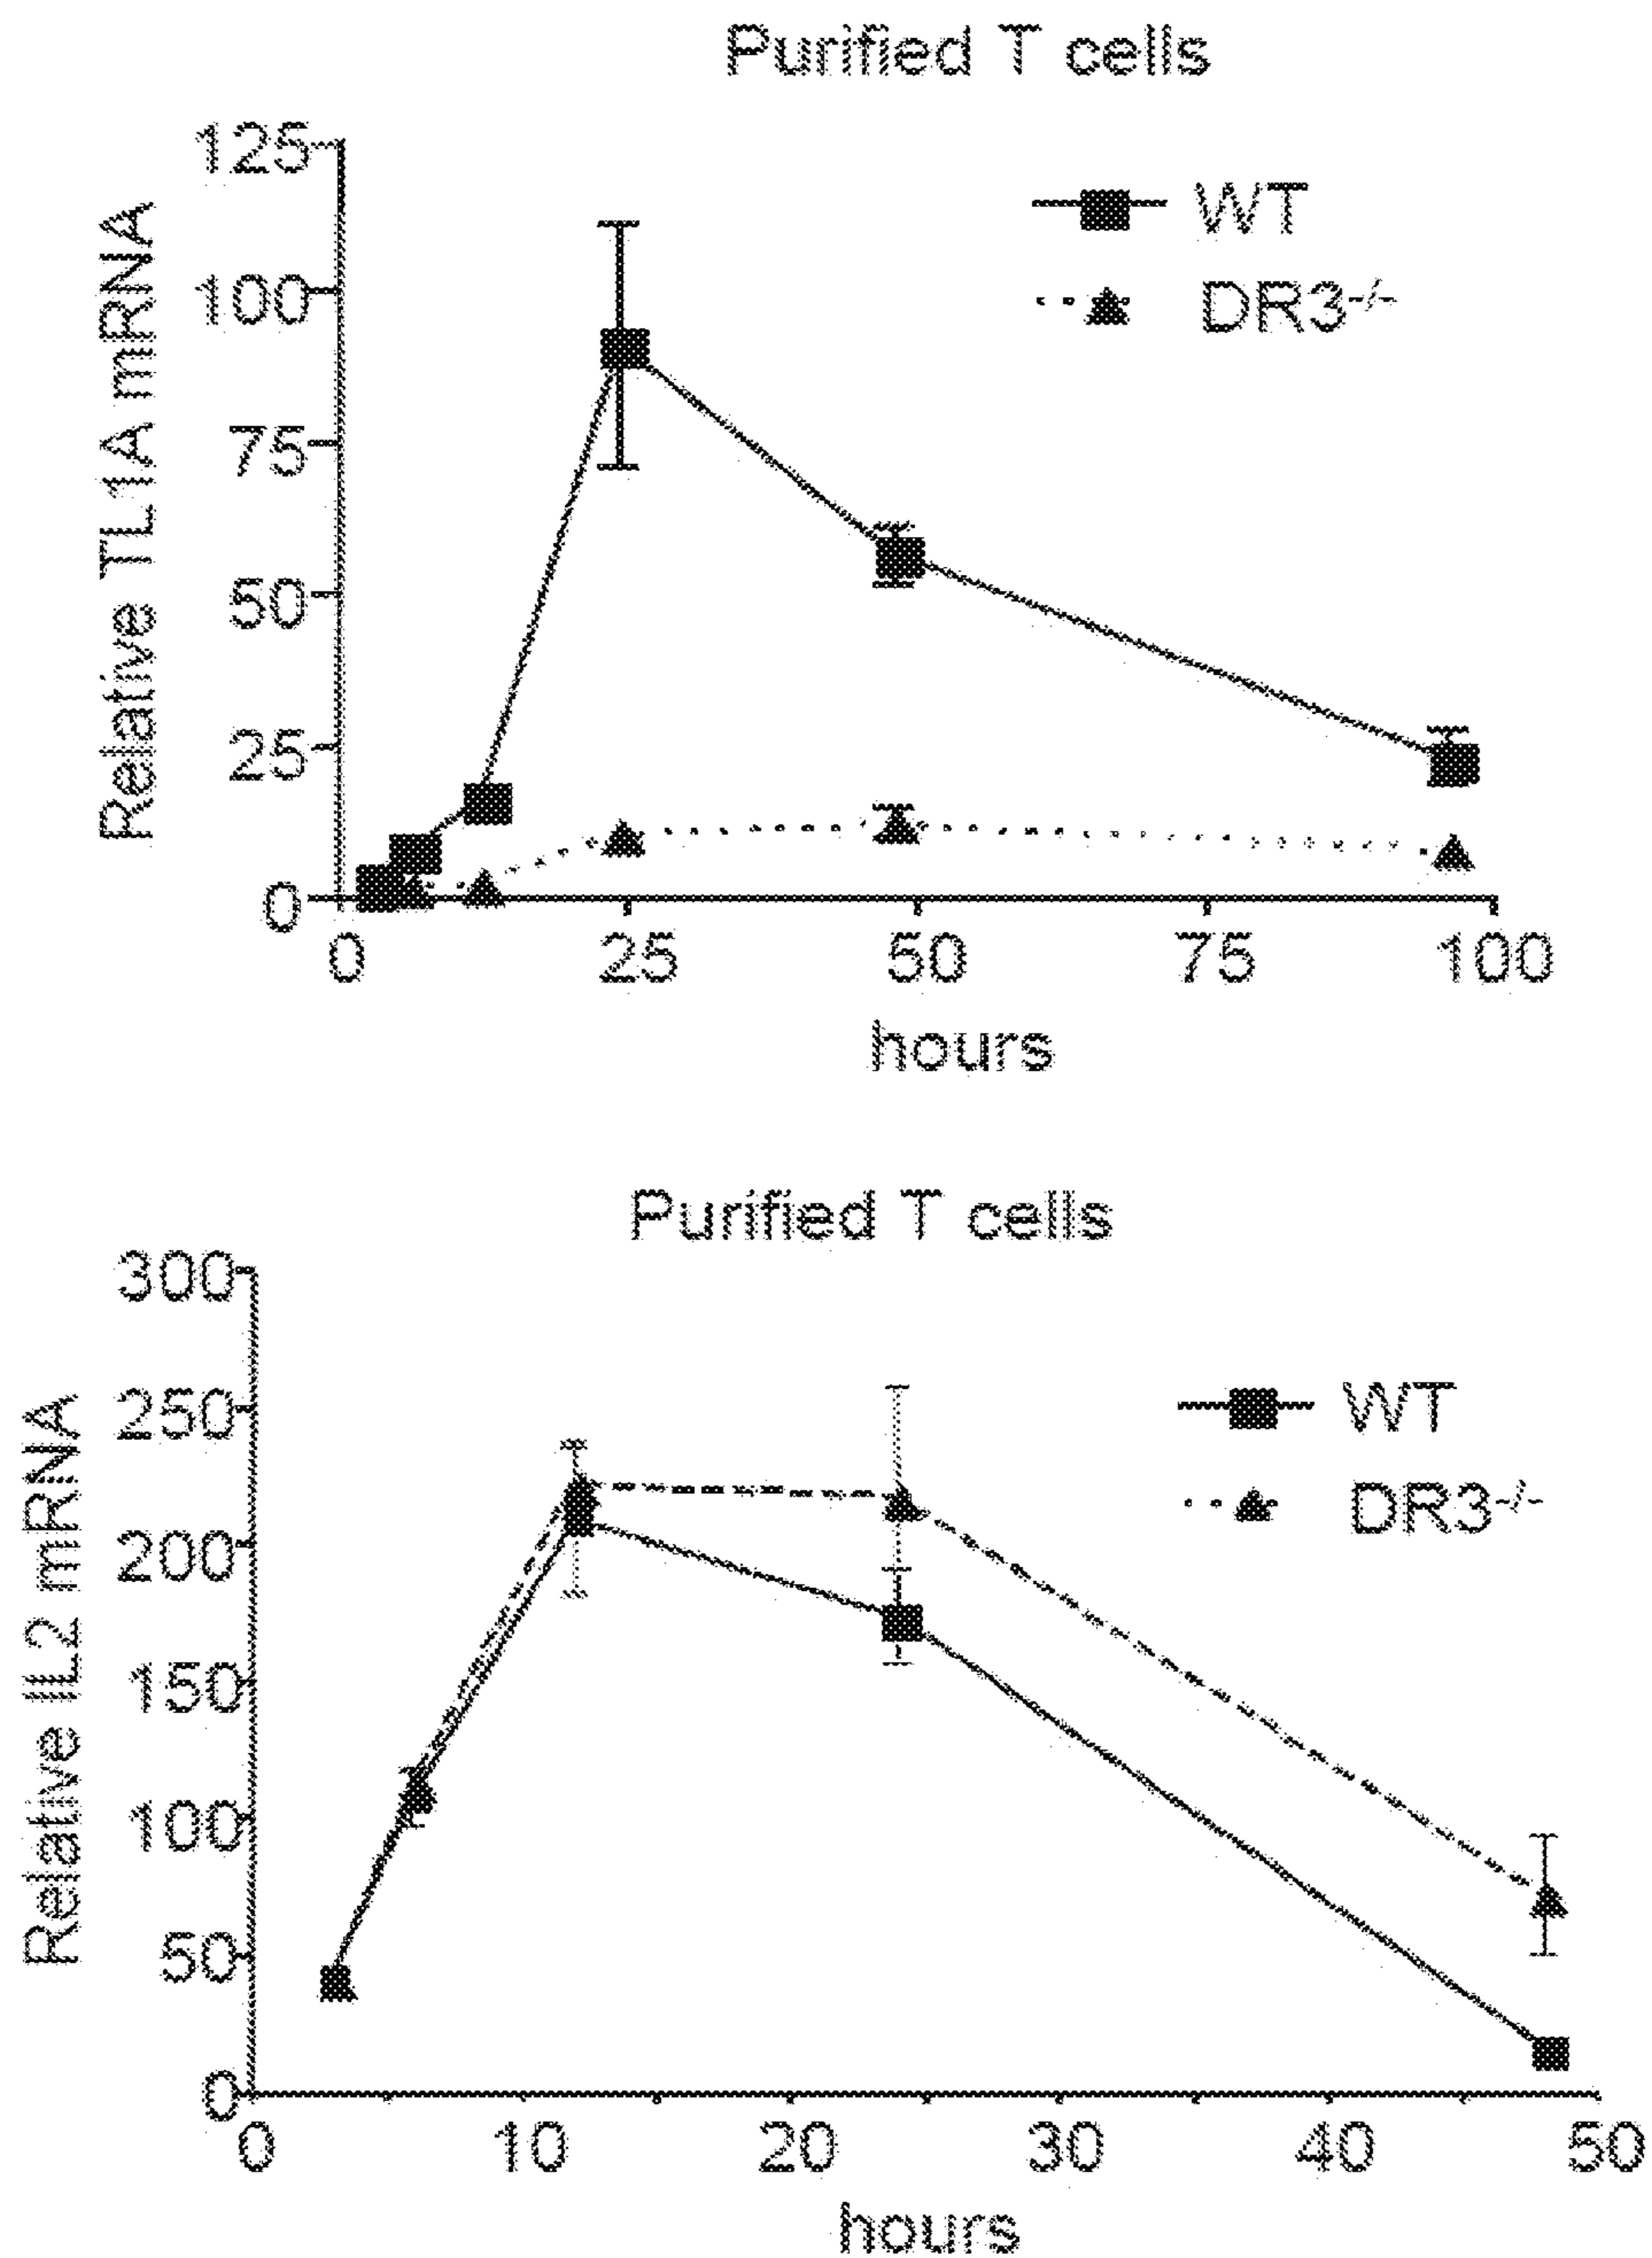 Purified T cells
125
100
75
50
25
0
Relative TL1A mRNA
WT
DR3-/-
0 25 50 75 100
hours
Purified T cells
300
250
200
150
100
50
0
Relative IL2 mRNA
WT
DR3-/-
0 10 20 30 40 50
hours